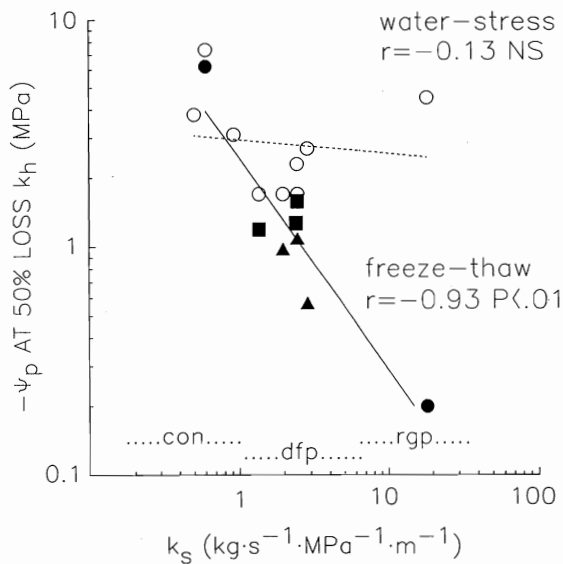 water-stress
r=-0.13 NS
freeze-thaw
r=-0.93 P<.01
10
1
0.1
-Ψp AT 50% LOSS kh (MPa)
.....con.....
.....dfp......
.....rgp.....
1
10
100
ks (kg·s⁻¹·MPa⁻¹·m⁻¹)